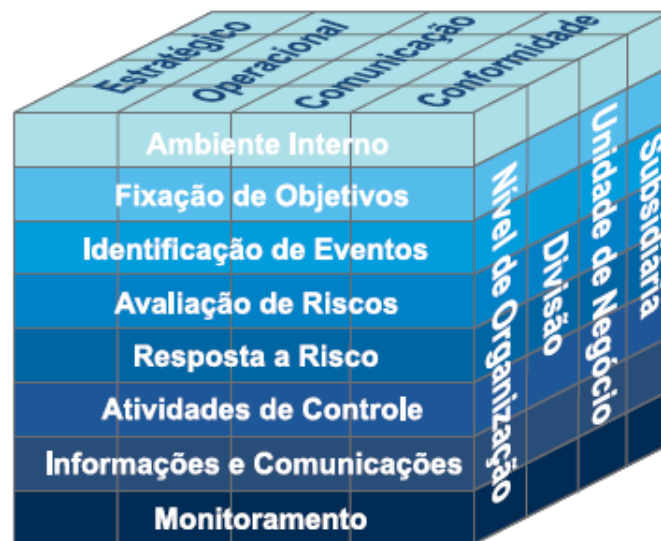 Estratégico
Operacional
Comunicação
Conformidade
Ambiente Interno
Fixação de Objetivos
Identificação de Eventos
Avaliação de Riscos
Resposta a Risco
Atividades de Controle
Informações e Comunicações
Monitoramento
Nível de Organização
Divisão
Unidade de Negócio
Subsidiária